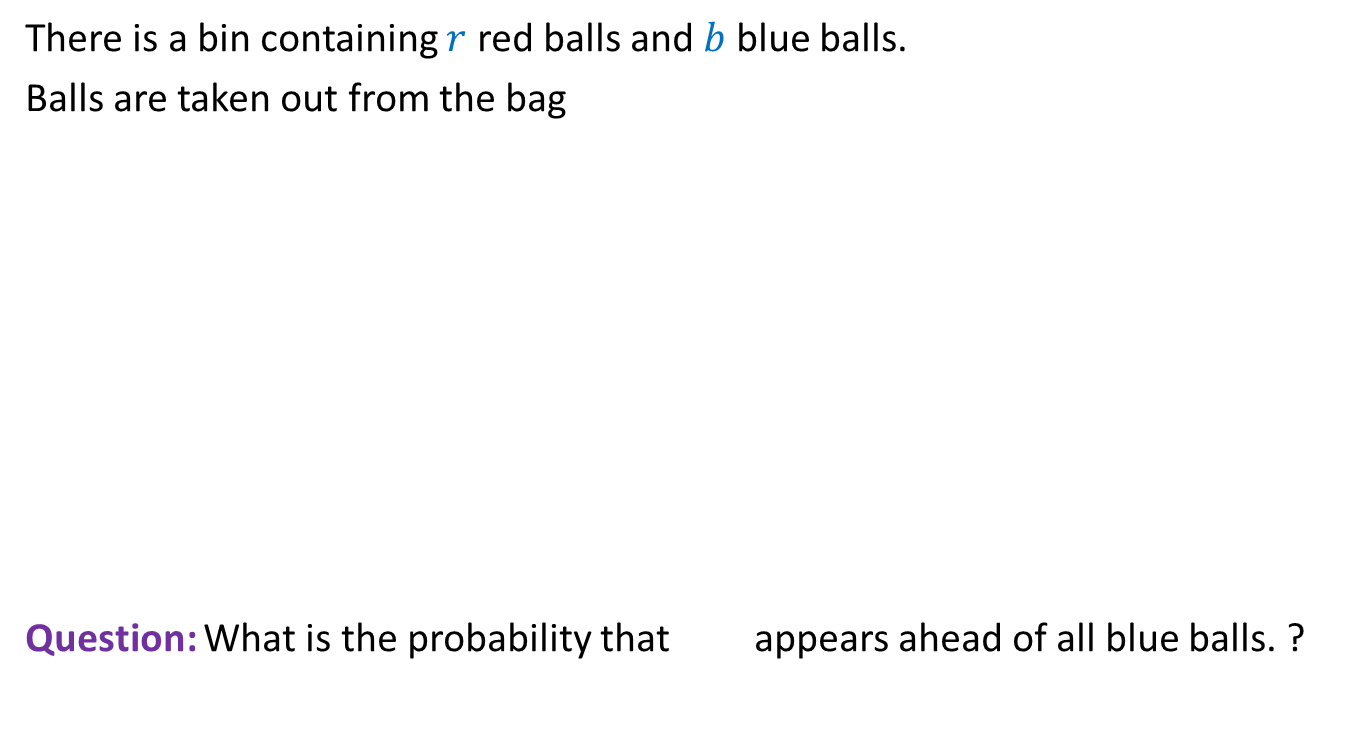 There is a bin containing r red balls and b blue balls.
Balls are taken out from the bag
Question: What is the probability that appears ahead of all blue balls. ?